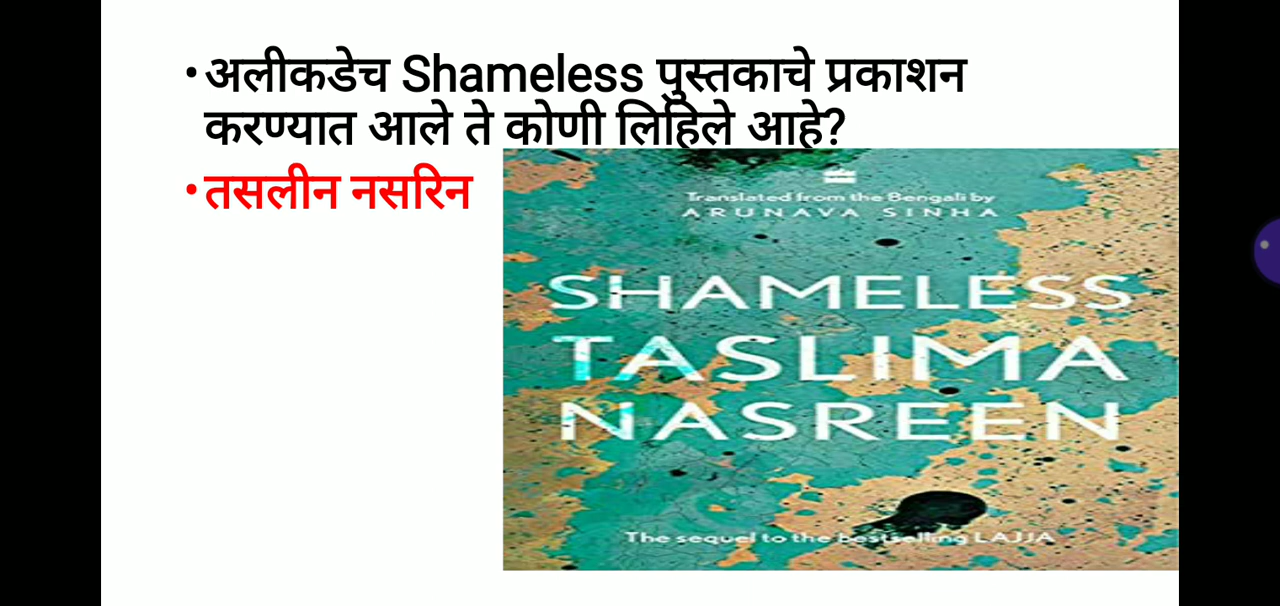 • अलीकडेच Shameless पुस्तकाचे प्रकाशन
करण्यात आले ते कोणी लिहिले आहे?
• तसलीन नसरिन
Translated from the Bengali by
ARUNAVA SINHA
SHAMELESS
TASLIMA
NASREEN
The sequel to the bestselling LAJJA